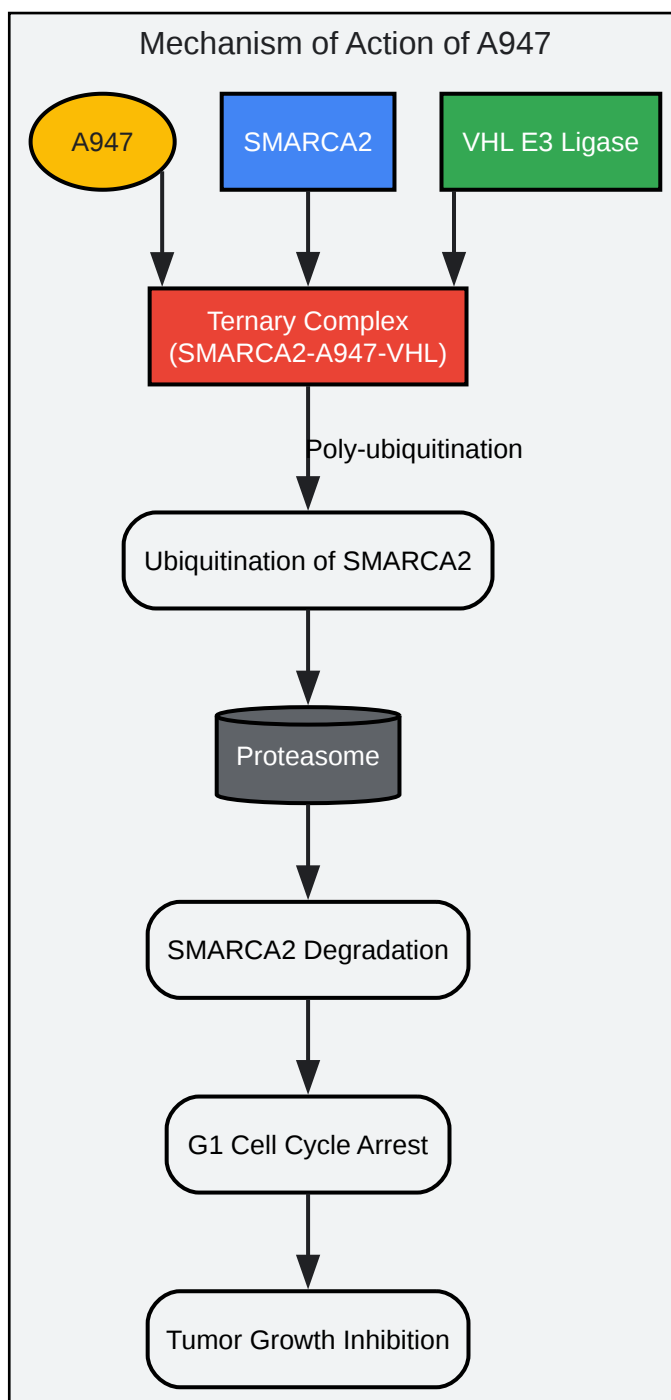 Mechanism of Action of A947
A947
SMARCA2
VHL E3 Ligase
Ternary Complex
(SMARCA2-A947-VHL)
Poly-ubiquitination
Ubiquitination of SMARCA2
Proteasome
SMARCA2 Degradation
G1 Cell Cycle Arrest
Tumor Growth Inhibition